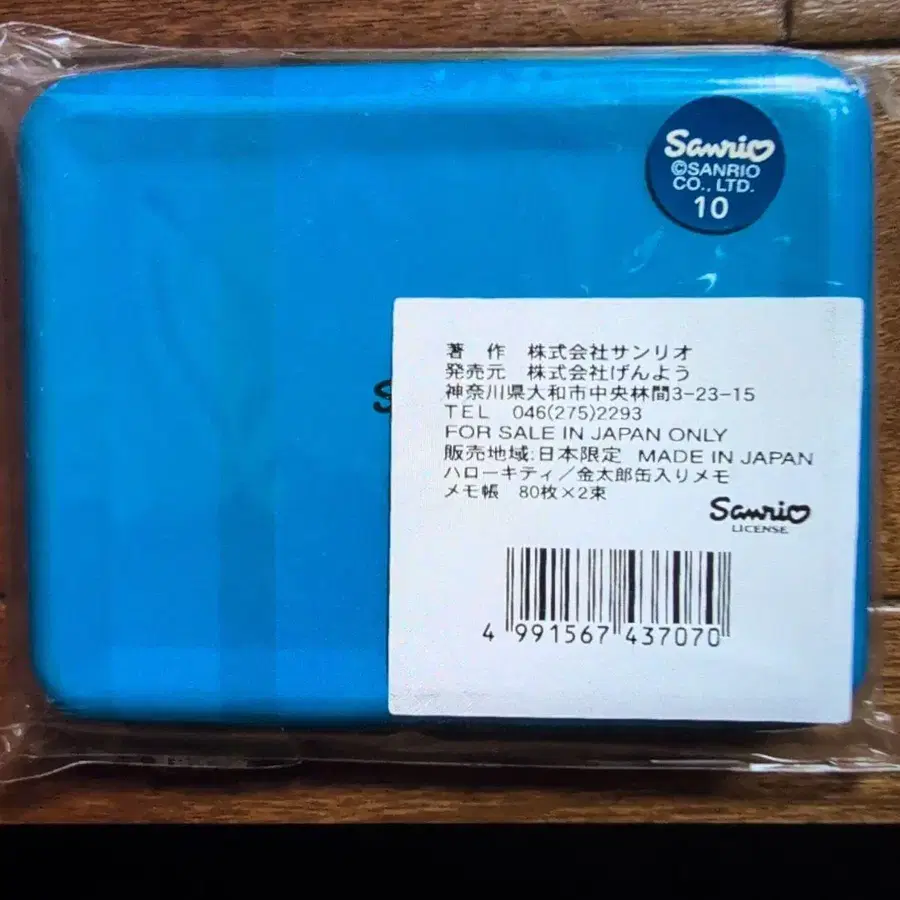 Sanrio
©SANRIO
CO., LTD.
10
著 作 株式会社サンリオ
発売元 株式会社げんよう
神奈川県大和市中央林間3-23-15
TEL 046(275)2293
FOR SALE IN JAPAN ONLY
販売地域:日本限定 MADE IN JAPAN
ハローキティ/金太郎缶入りメモ
メモ帳 80枚×2束
Sanrio
LICENSE
4 991567 437070